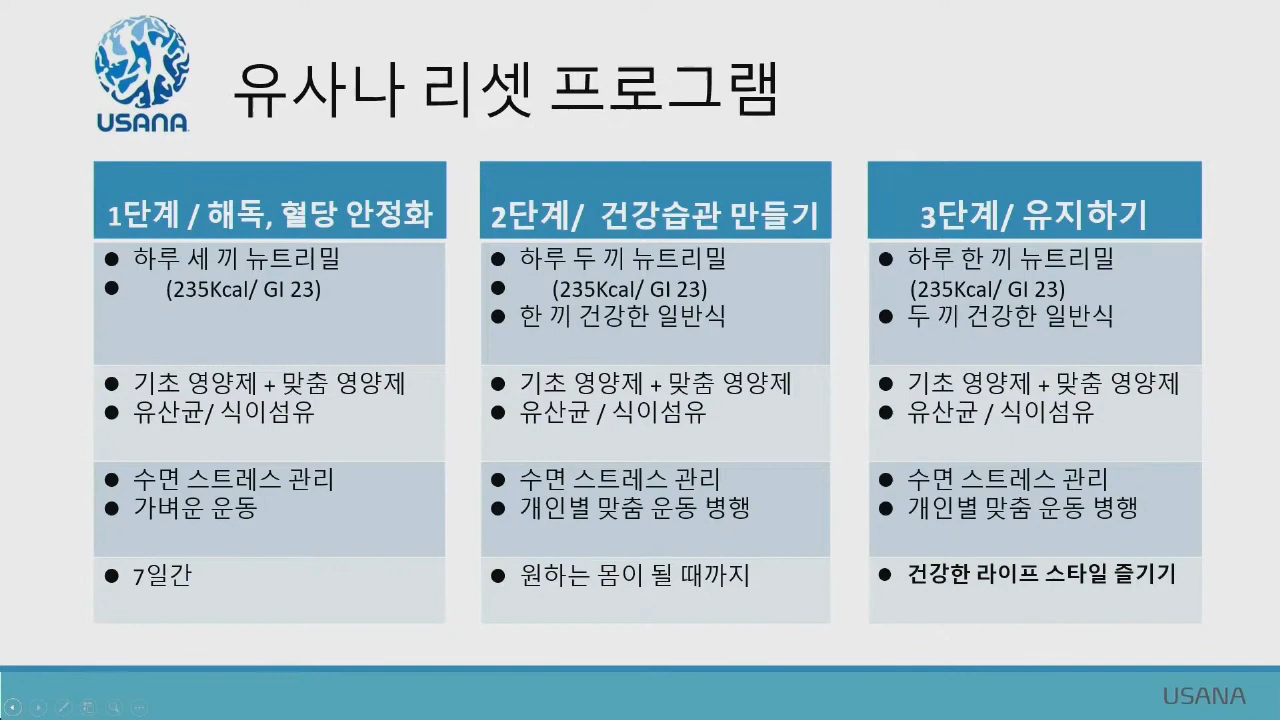 USANA
유사나 리셋 프로그램
1단계 / 해독, 혈당 안정화
● 하루 세 끼 뉴트리밀
● (235Kcal/ GI 23)
● 기초 영양제 + 맞춤 영양제
● 유산균/ 식이섬유
● 수면 스트레스 관리
● 가벼운 운동
● 7일간
2단계/ 건강습관 만들기
● 하루 두 끼 뉴트리밀
● (235Kcal/ GI 23)
● 한 끼 건강한 일반식
● 기초 영양제 + 맞춤 영양제
● 유산균 / 식이섬유
● 수면 스트레스 관리
● 개인별 맞춤 운동 병행
● 원하는 몸이 될 때까지
3단계/ 유지하기
● 하루 한 끼 뉴트리밀
(235Kcal/ GI 23)
● 두 끼 건강한 일반식
● 기초 영양제 + 맞춤 영양제
● 유산균 / 식이섬유
● 수면 스트레스 관리
● 개인별 맞춤 운동 병행
● 건강한 라이프 스타일 즐기기
USANA